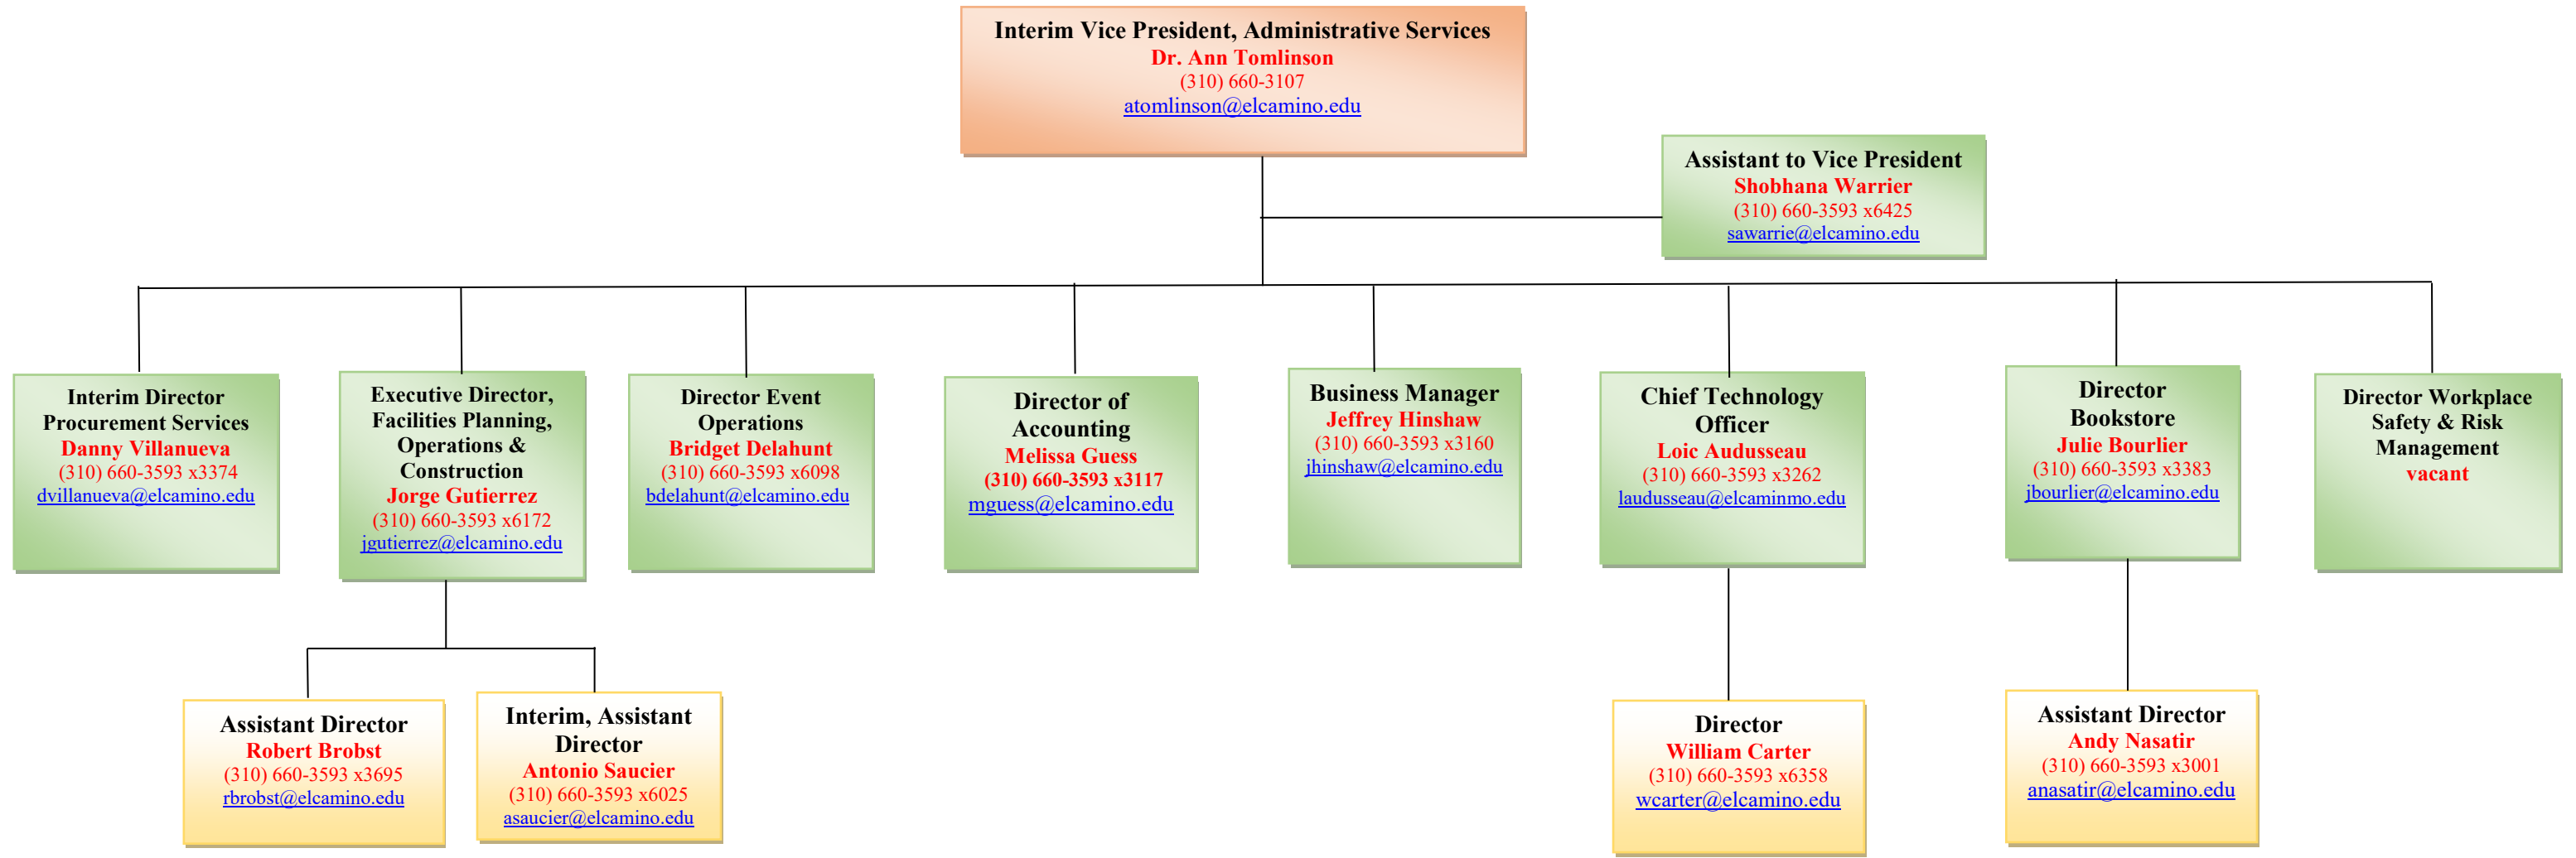 Interim Vice President, Administrative Services
Dr. Ann Tomlinson
(310) 660-3107
atomlinson@elcamino.edu
Assistant to Vice President
Shobhana Warrier
(310) 660-3593 x6425
sawarrie@elcamino.edu
Interim Director
Procurement Services
Danny Villanueva
(310) 660-3593 x3374
dvillanueva@elcamino.edu
Executive Director,
Facilities Planning,
Operations &
Construction
Jorge Gutierrez
(310) 660-3593 x6172
jgutierrez@elcamino.edu
Director Event
Operations
Bridget Delahunt
(310) 660-3593 x6098
bdelahunt@elcamino.edu
Director of
Accounting
Melissa Guess
(310) 660-3593 x3117
mguess@elcamino.edu
Business Manager
Jeffrey Hinshaw
(310) 660-3593 x3160
jhinshaw@elcamino.edu
Chief Technology
Officer
Loic Audusseau
(310) 660-3593 x3262
laudusseau@elcaminmo.edu
Director
Bookstore
Julie Bourlier
(310) 660-3593 x3383
jbourlier@elcamino.edu
Director Workplace
Safety & Risk
Management
vacant
Assistant Director
Robert Brobst
(310) 660-3593 x3695
rbrobst@elcamino.edu
Interim, Assistant
Director
Antonio Saucier
(310) 660-3593 x6025
asaucier@elcamino.edu
Director
William Carter
(310) 660-3593 x6358
wcarter@elcamino.edu
Assistant Director
Andy Nasatir
(310) 660-3593 x3001
anasatir@elcamino.edu